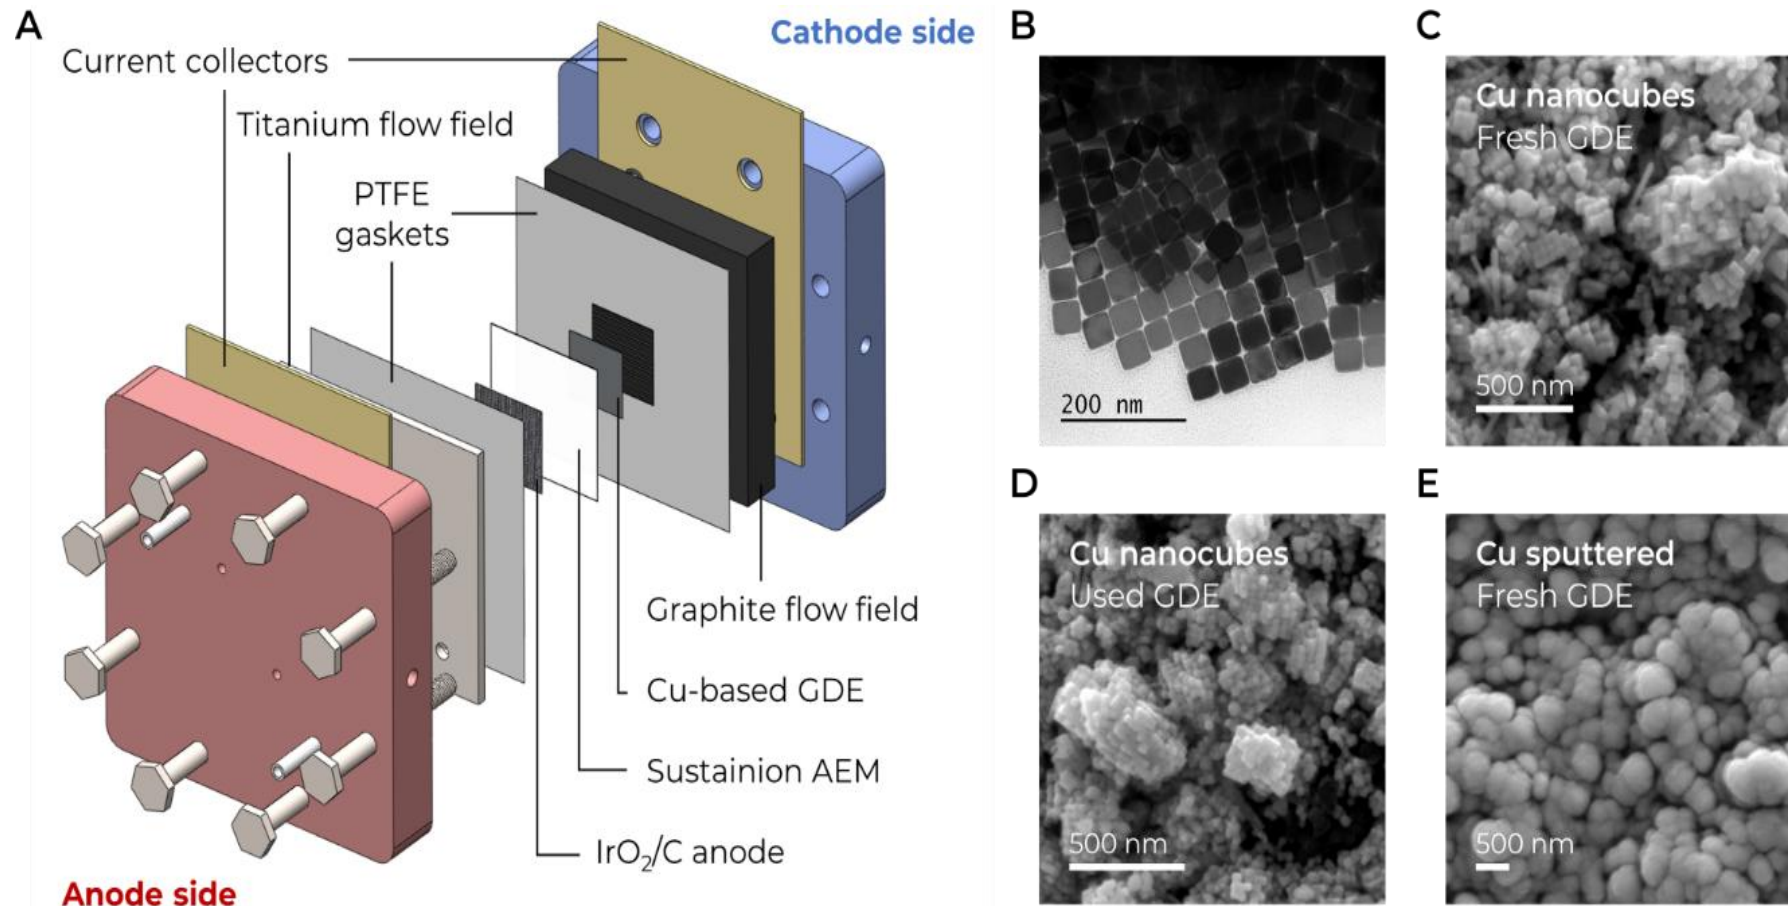 A
Cathode side
Current collectors
Titanium flow field
PTFE
gaskets
Graphite flow field
Cu-based GDE
Sustainion AEM
IrO₂/C anode
Anode side
B
200 nm
C
Cu nanocubes
Fresh GDE
500 nm
D
Cu nanocubes
Used GDE
500 nm
E
Cu sputtered
Fresh GDE
500 nm